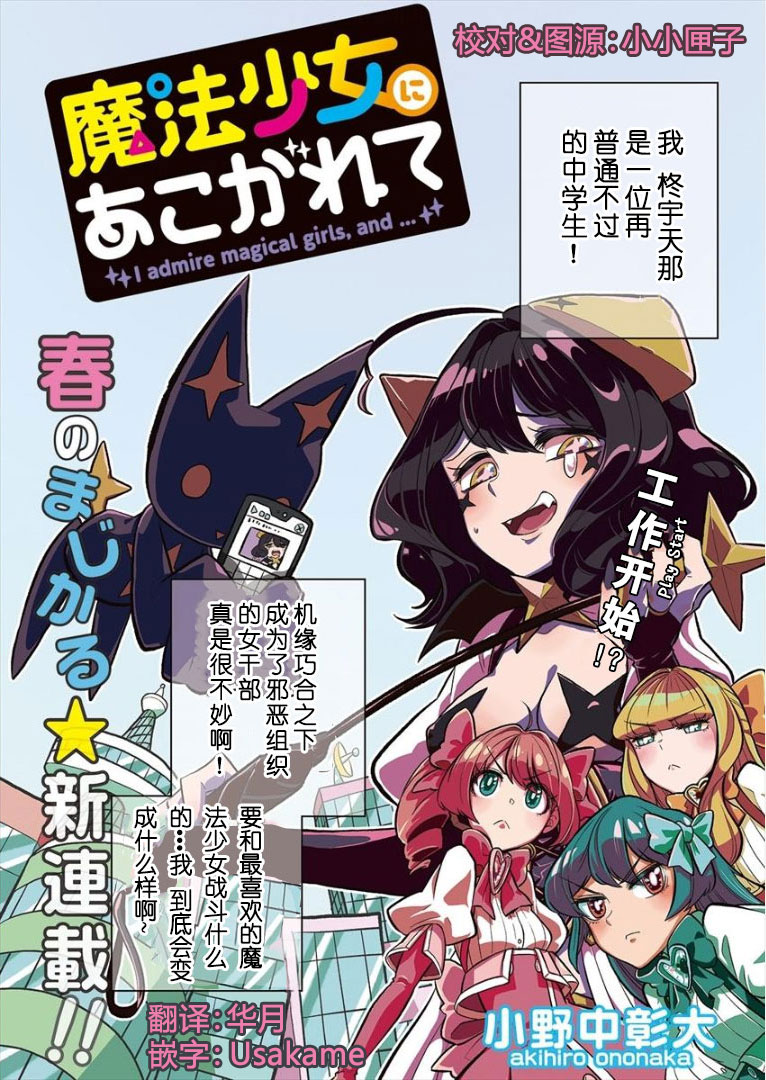 校对&图源:小小匣子
魔法少女に
あこがれて
I admire magical girls, and ...
我 柊宇天那
是一位再
普通不过
的中学生！
春のまじかる★新連載!!
工作开始!?
Play Start
机缘巧合之下
成为了邪恶组织
的女干部
真是很不妙啊！
要和最喜欢的魔
法少女战斗什么
的…我 到底会变
成什么样啊~
翻译:华月
嵌字:Usakame
小野中彰大
akihiro ononaka